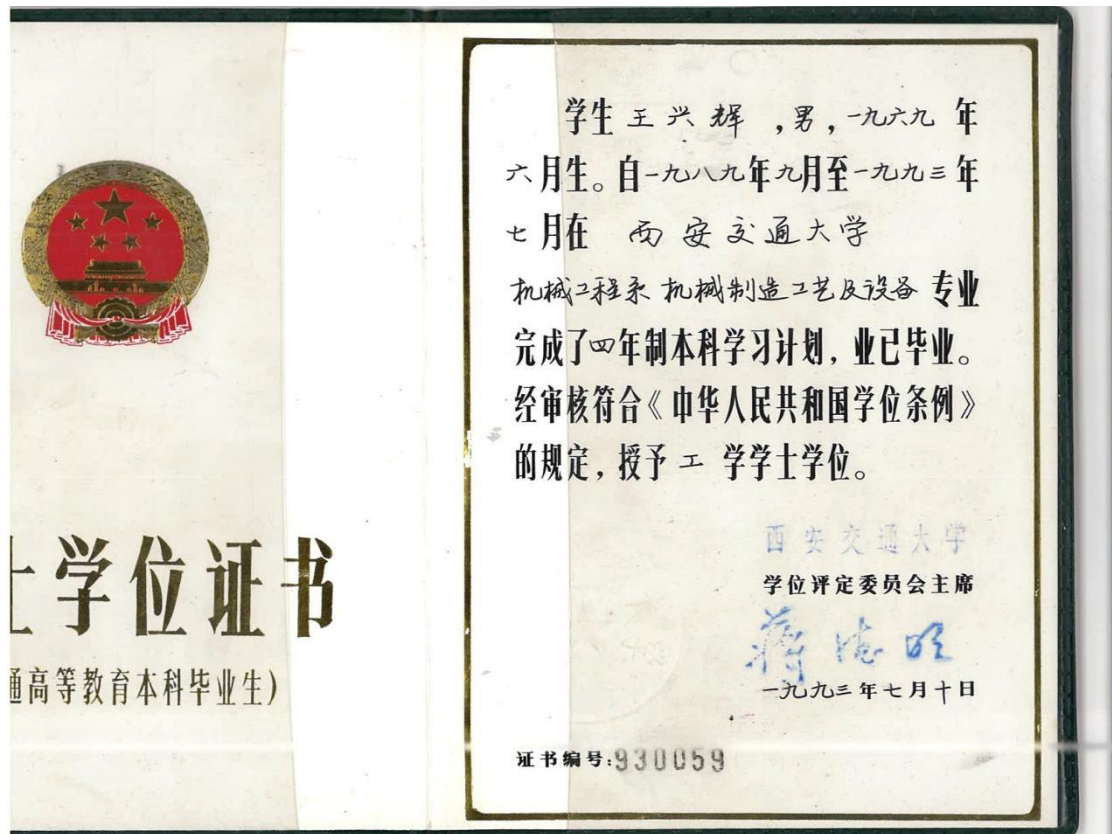 学位证书
通高等教育本科毕业生)
学生 王兴辉 ,男,一九六九 年
六月生。自一九八九年九月至一九九三年
七月在 西安交通大学
机械工程系 机械制造工艺及设备 专业
完成了四年制本科学习计划,业已毕业。
经审核符合《中华人民共和国学位条例》
的规定,授予 工 学学士学位。
西安交通大学
学位评定委员会主席
蒋德明
一九九三年七月十日
证书编号:930059